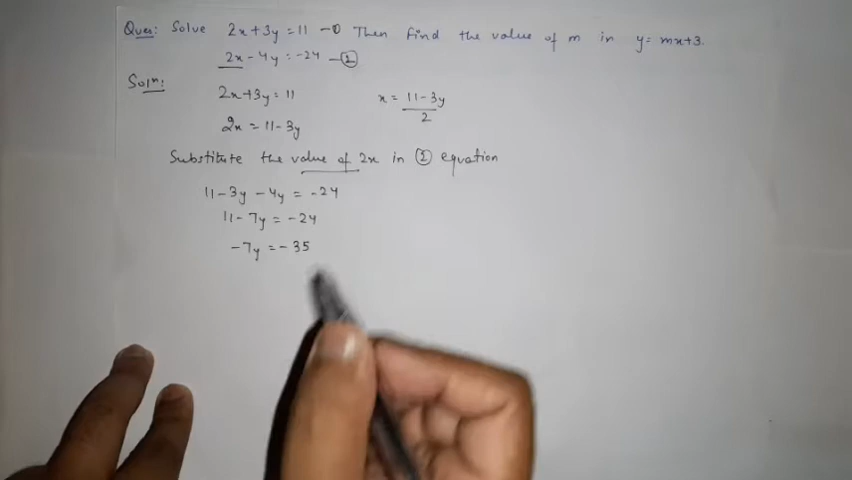 Ques: Solve 2x+3y=11 —① Then find the value of m in y=mx+3.
2x-4y=-24 —②
Solⁿ:
2x+3y=11 x= 11-3y/2
2x=11-3y
Substitute the value of 2x in ② equation
11-3y-4y=-24
11-7y=-24
-7y=-35